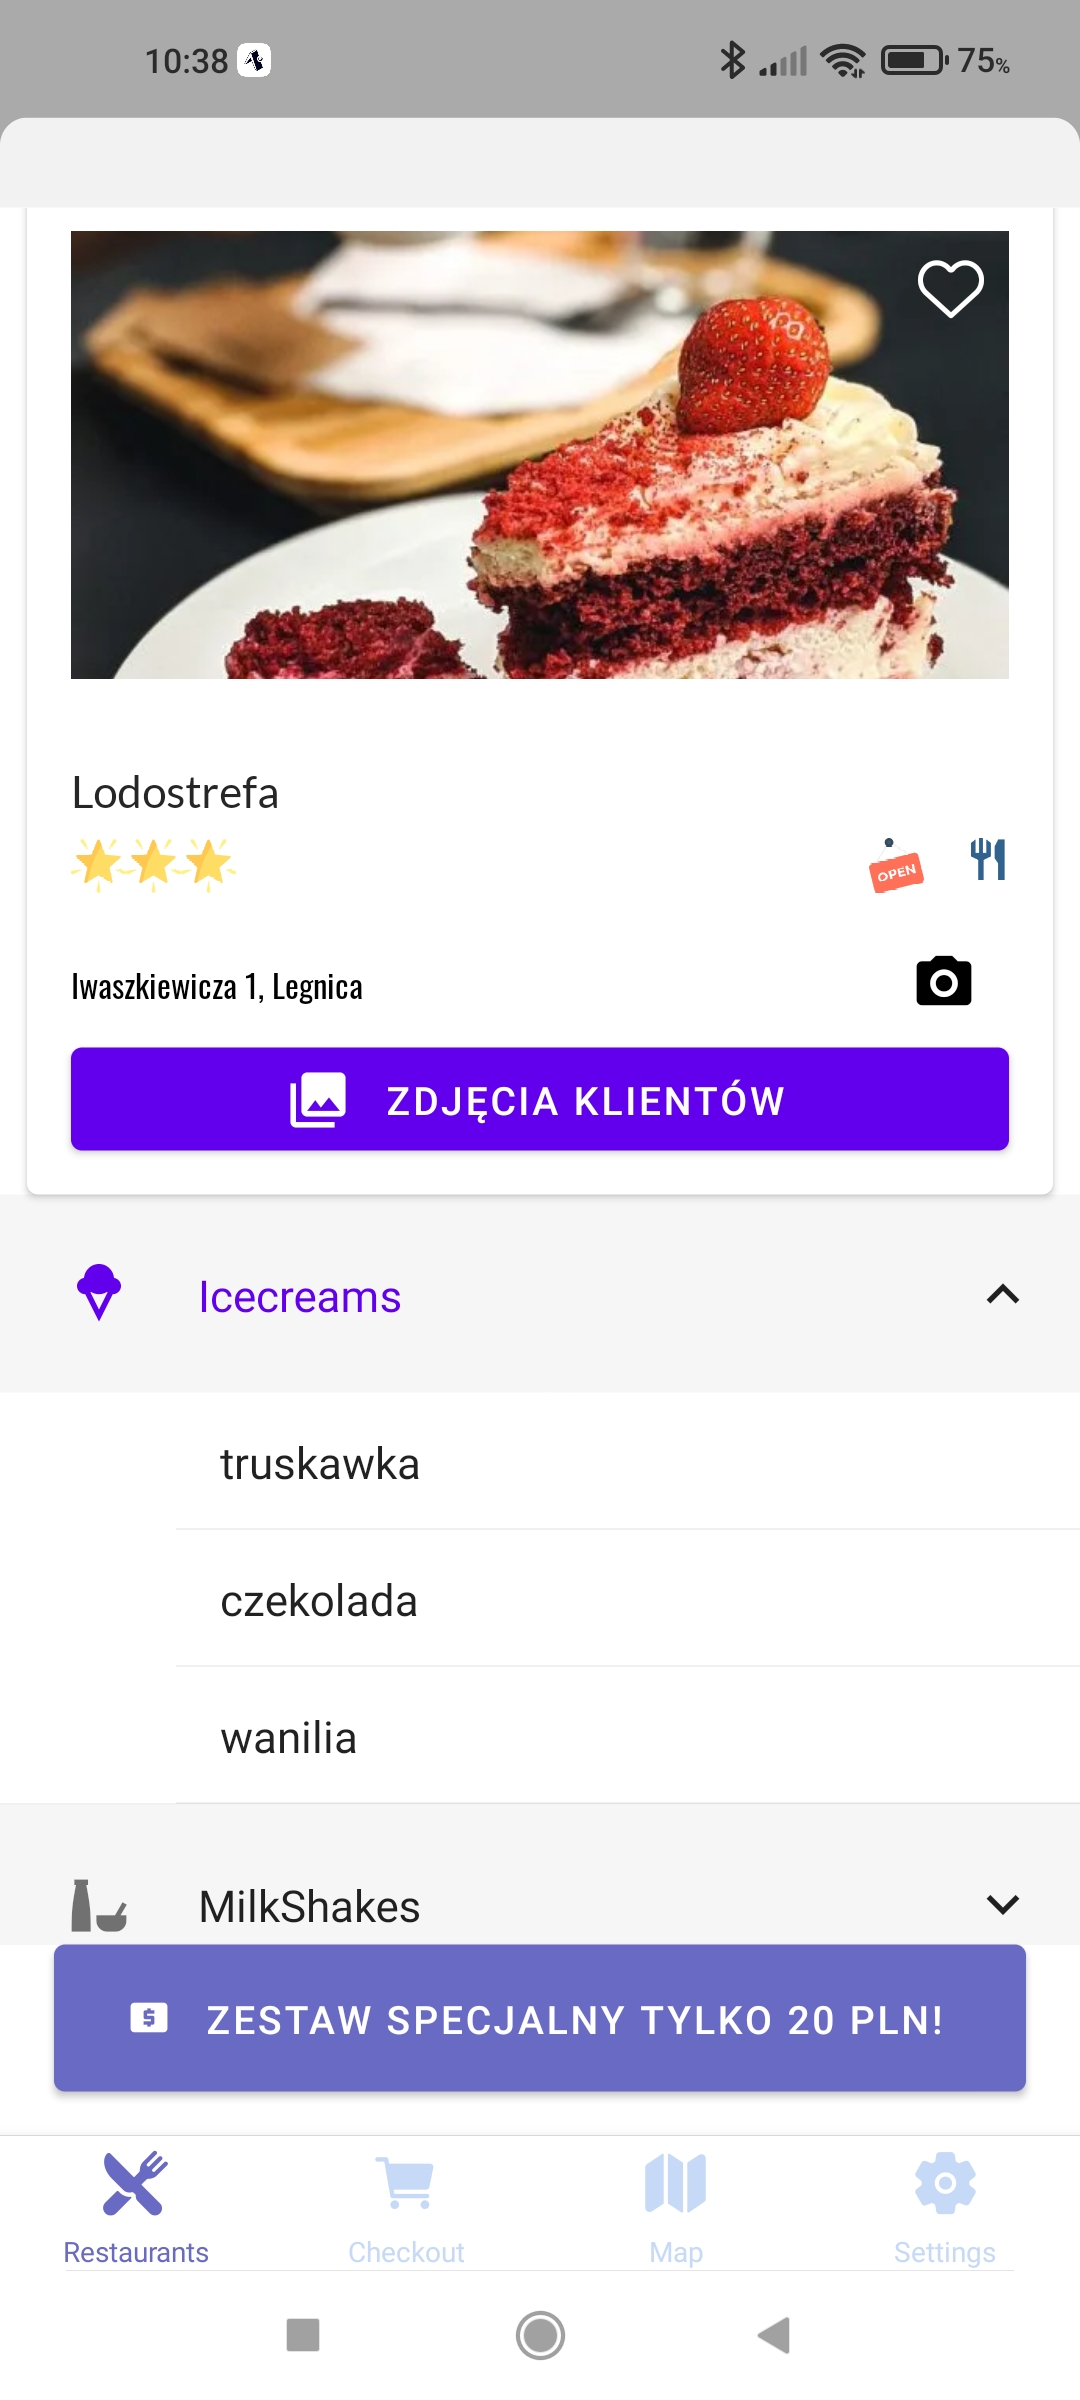 10:38
75%
Lodostrefa
OPEN
Iwaszkiewicza 1, Legnica
ZDJĘCIA KLIENTÓW
Icecreams
truskawka
czekolada
wanilia
MilkShakes
ZESTAW SPECJALNY TYLKO 20 PLN!
Restaurants
Checkout
Map
Settings